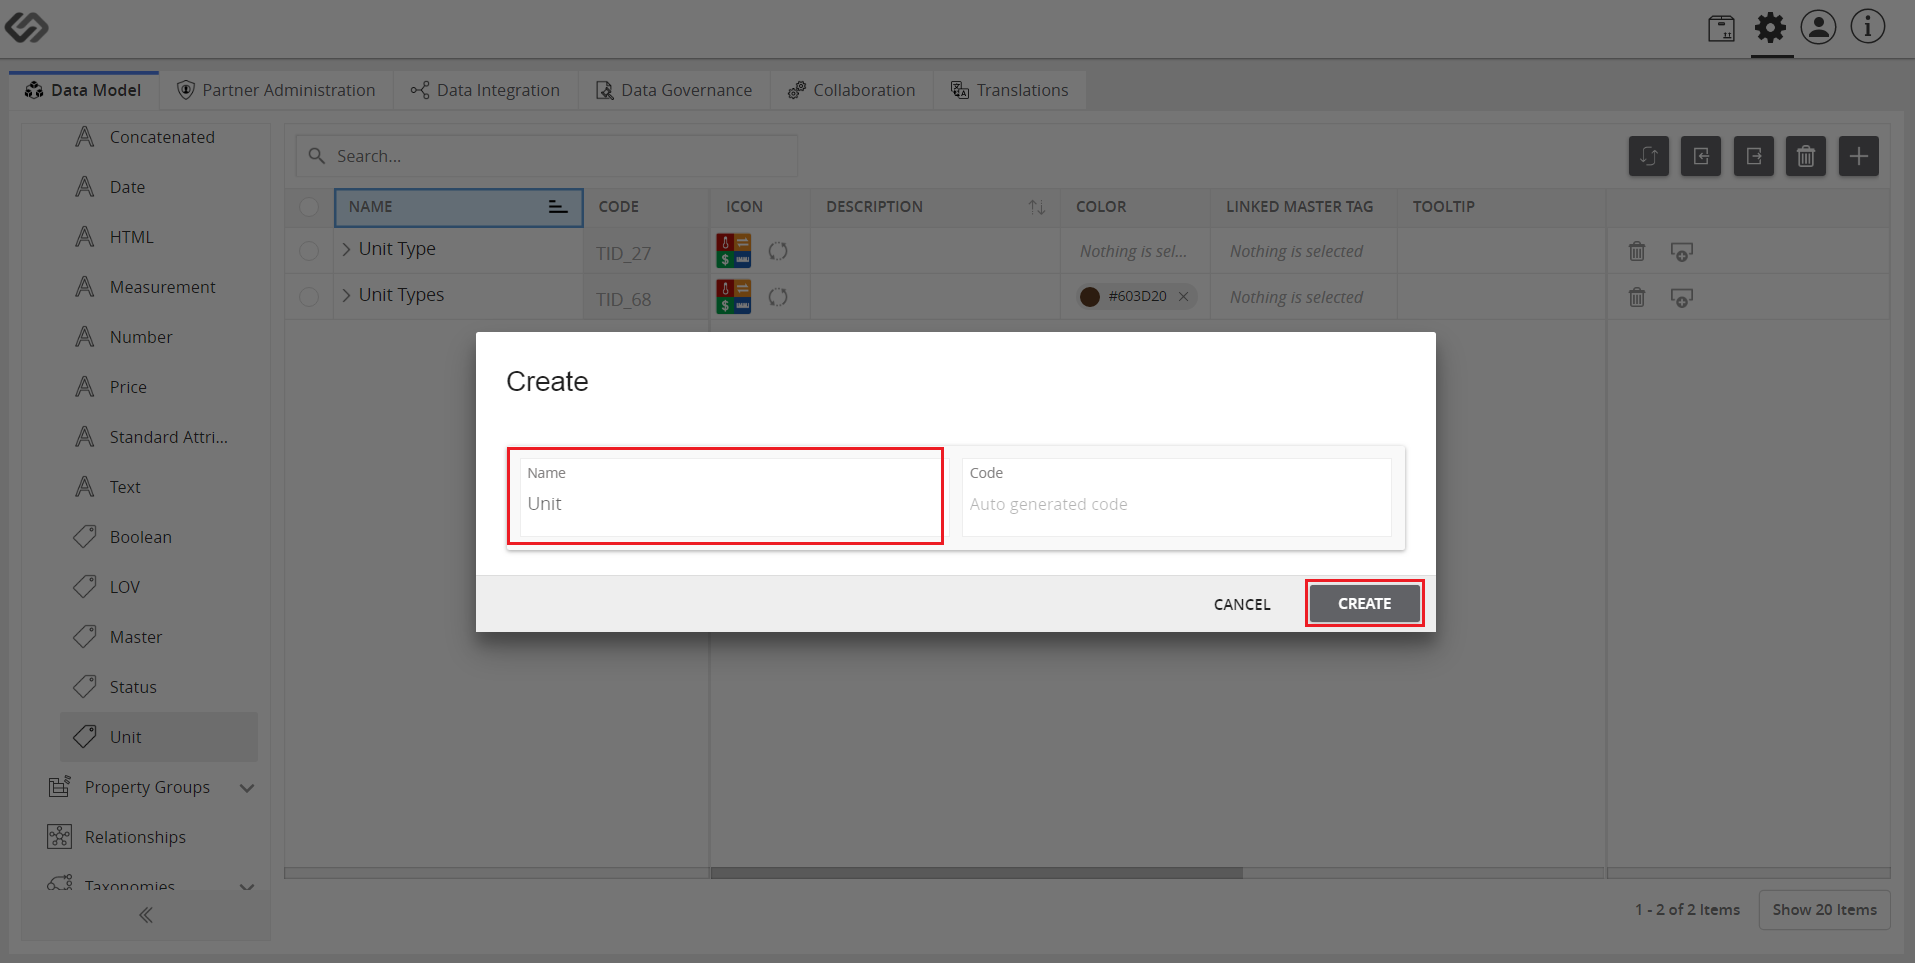 Data Model
Partner Administration
Data Integration
Data Governance
Collaboration
Translations
Concatenated
Date
HTML
Measurement
Number
Price
Standard Attri...
Text
Boolean
LOV
Master
Status
Unit
Property Groups
Relationships
Taxonomies
Search...
NAME CODE ICON DESCRIPTION COLOR LINKED MASTER TAG TOOLTIP
Unit Type TID_27 Nothing is sel... Nothing is selected
Unit Types TID_68 #603D20 Nothing is selected
Create
Name
Unit
Code
Auto generated code
CANCEL
CREATE
1 - 2 of 2 Items
Show 20 Items